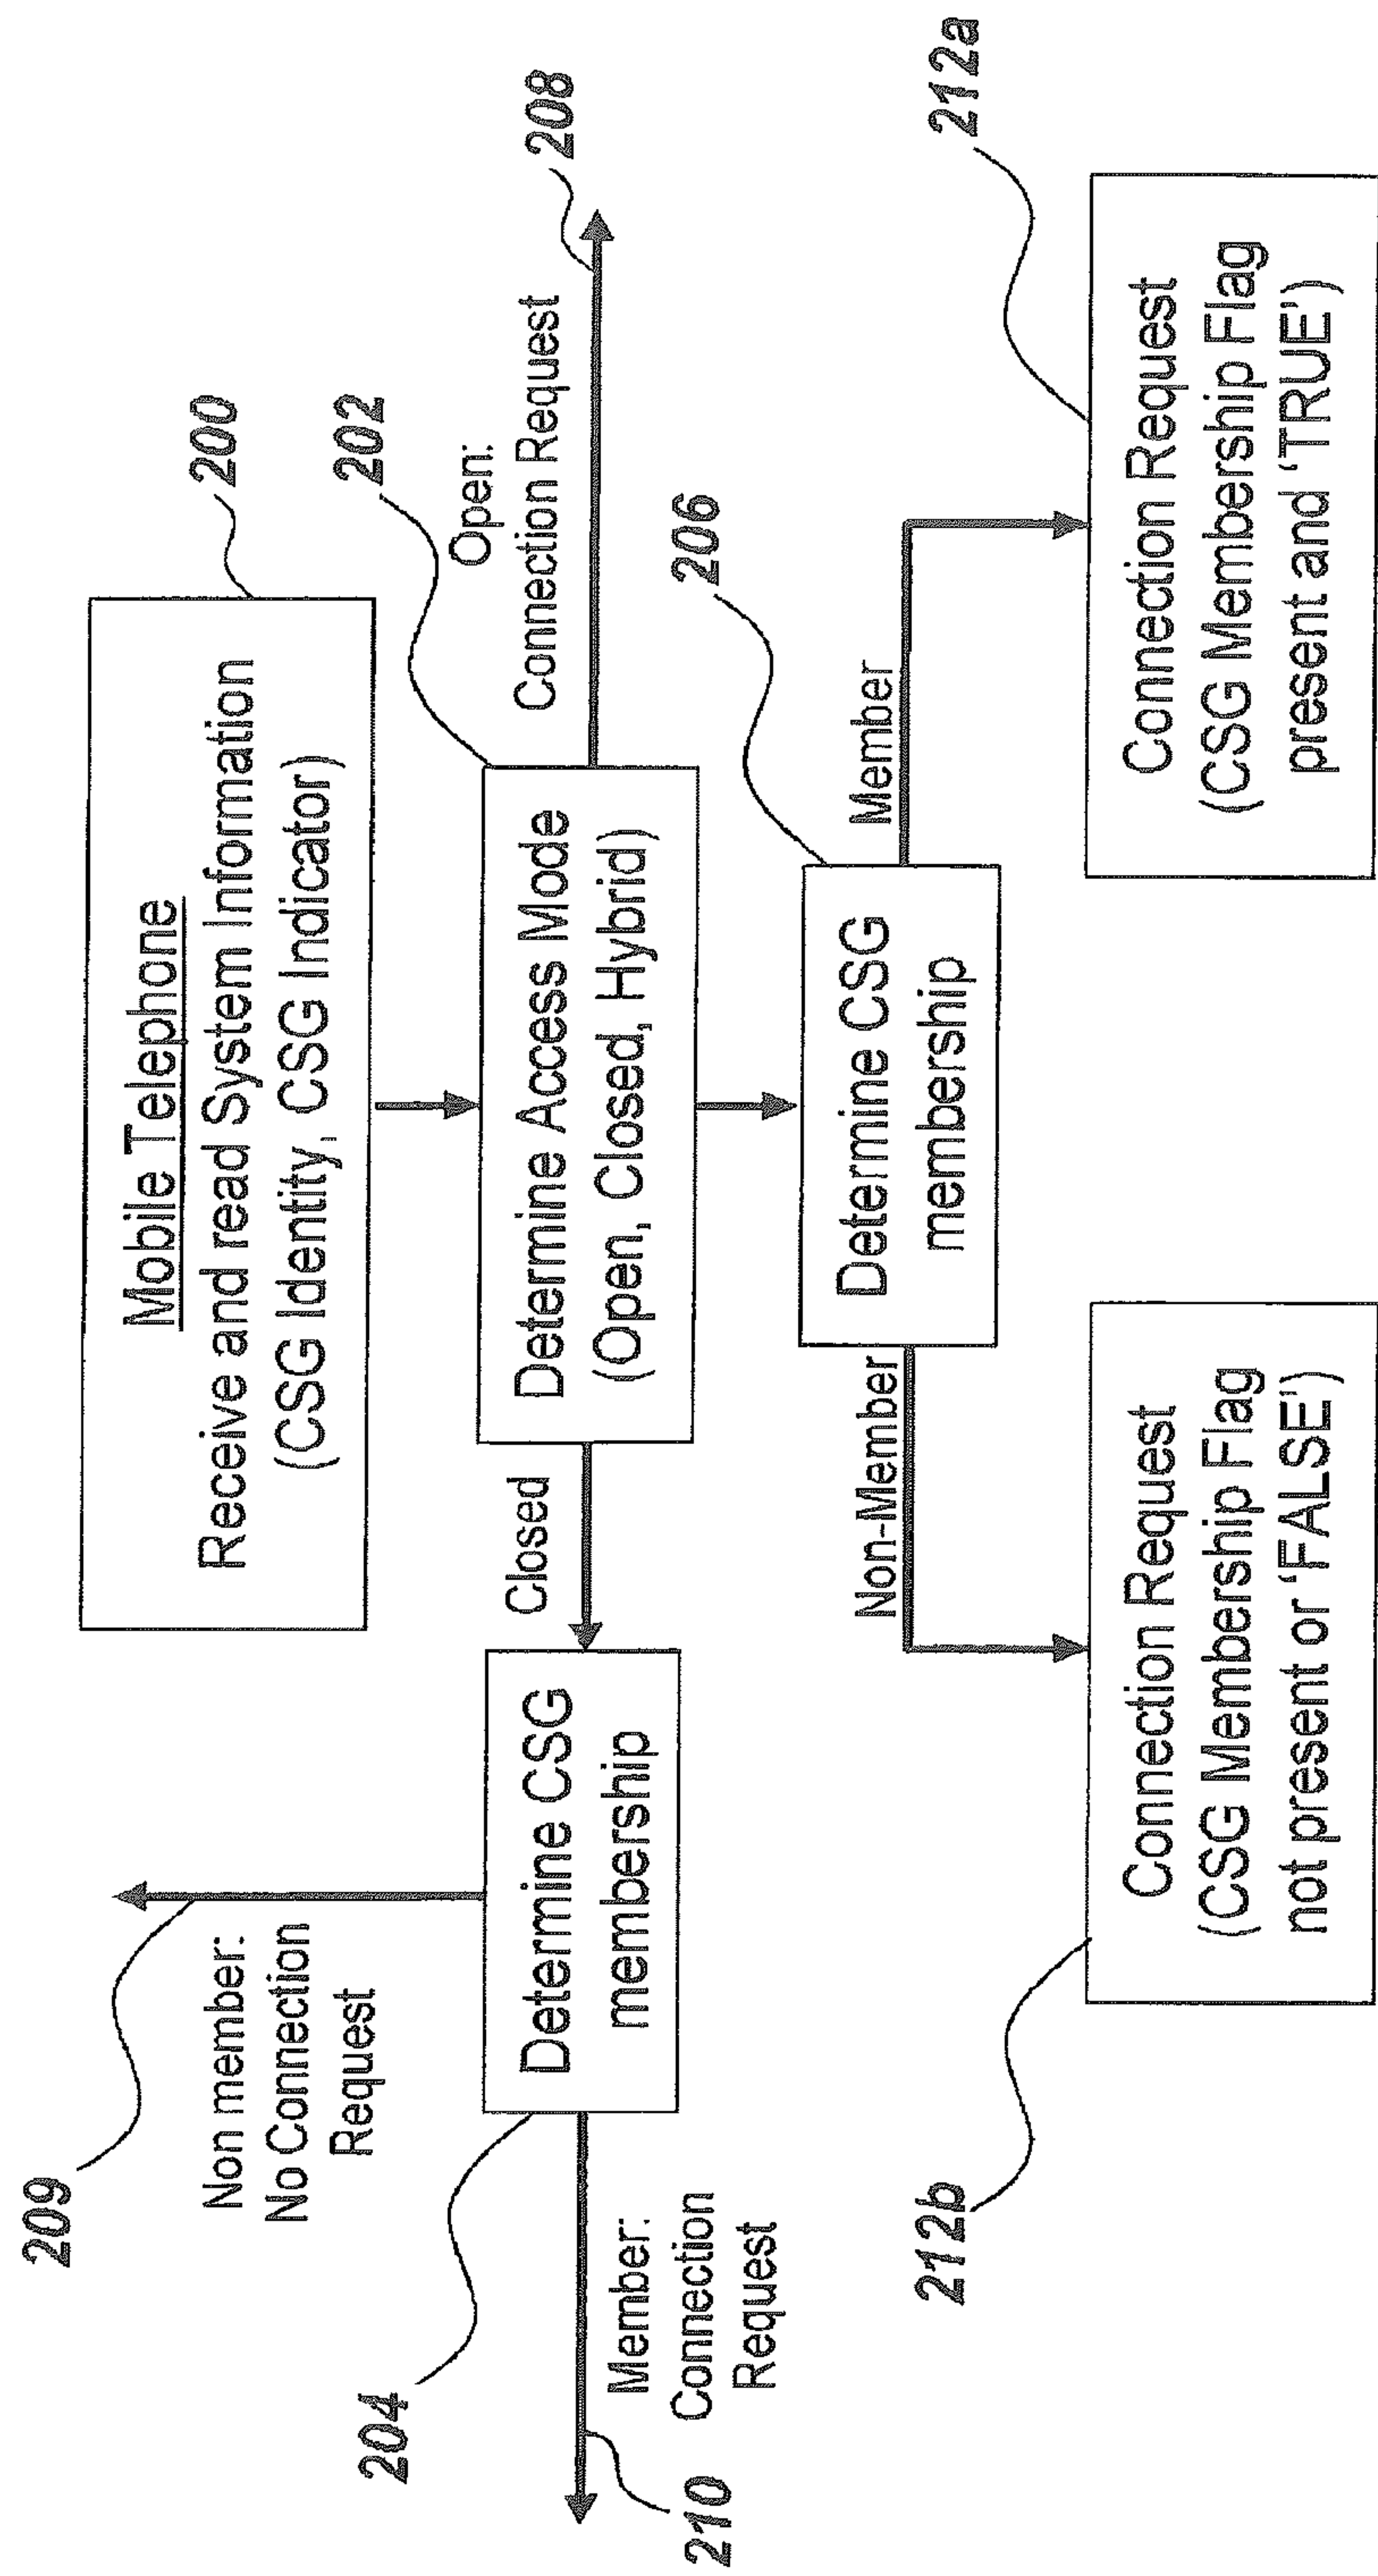 200
Mobile Telephone
Receive and read System Information
(CSG Identity, CSG Indicator)
202
Determine Access Mode
(Open, Closed, Hybrid)
Open:
Connection Request
208
Closed
204
Determine CSG
membership
209
Non member:
No Connection
Request
Member:
Connection
Request
210
206
Determine CSG
membership
Non-Member
Member
212b
Connection Request
(CSG Membership Flag
not present or 'FALSE')
212a
Connection Request
(CSG Membership Flag
present and 'TRUE')